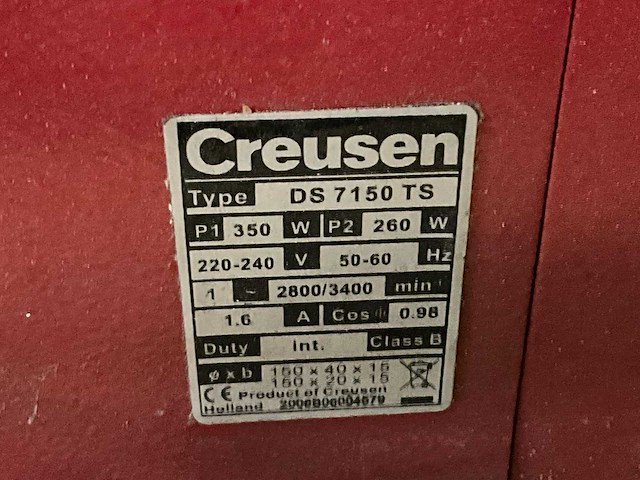 Creusen
Type DS 7150 TS
P1 350 W P2 260 W
220-240 V 50-60 Hz
1 ~ 2800/3400 min
1.6 A Cosφ 0.98
Duty int. Class B
ø x b 150 x 40 x 15
150 x 20 x 15
CE Product of Creusen
Holland